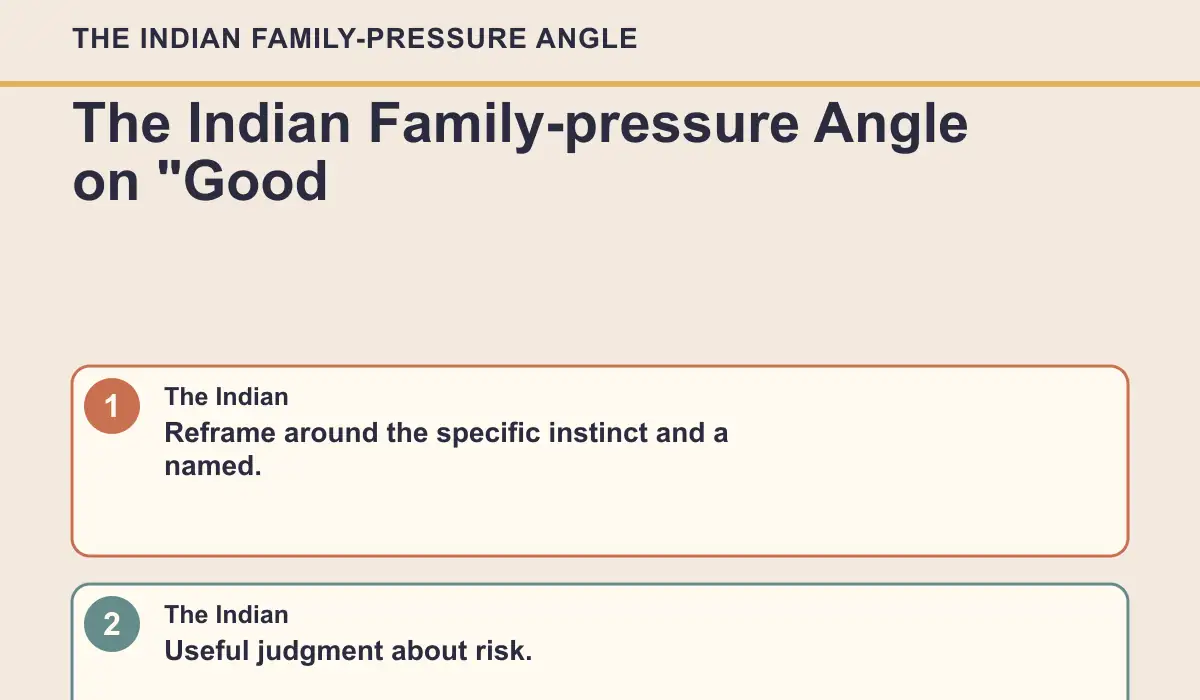 THE INDIAN FAMILY-PRESSURE ANGLE
The Indian Family-pressure Angle
on "Good
1
The Indian
Reframe around the specific instinct and a
named.
2
The Indian
Useful judgment about risk.